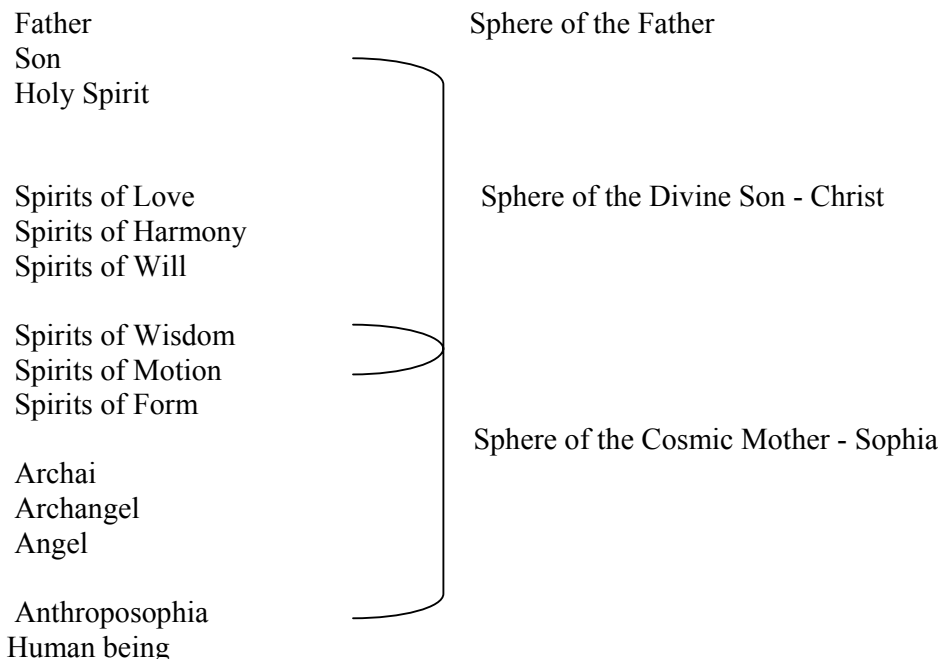 Father Sphere of the Father
Son
Holy Spirit
Spirits of Love Sphere of the Divine Son - Christ
Spirits of Harmony
Spirits of Will
Spirits of Wisdom
Spirits of Motion
Spirits of Form
Sphere of the Cosmic Mother - Sophia
Archai
Archangel
Angel
Anthroposophia
Human being